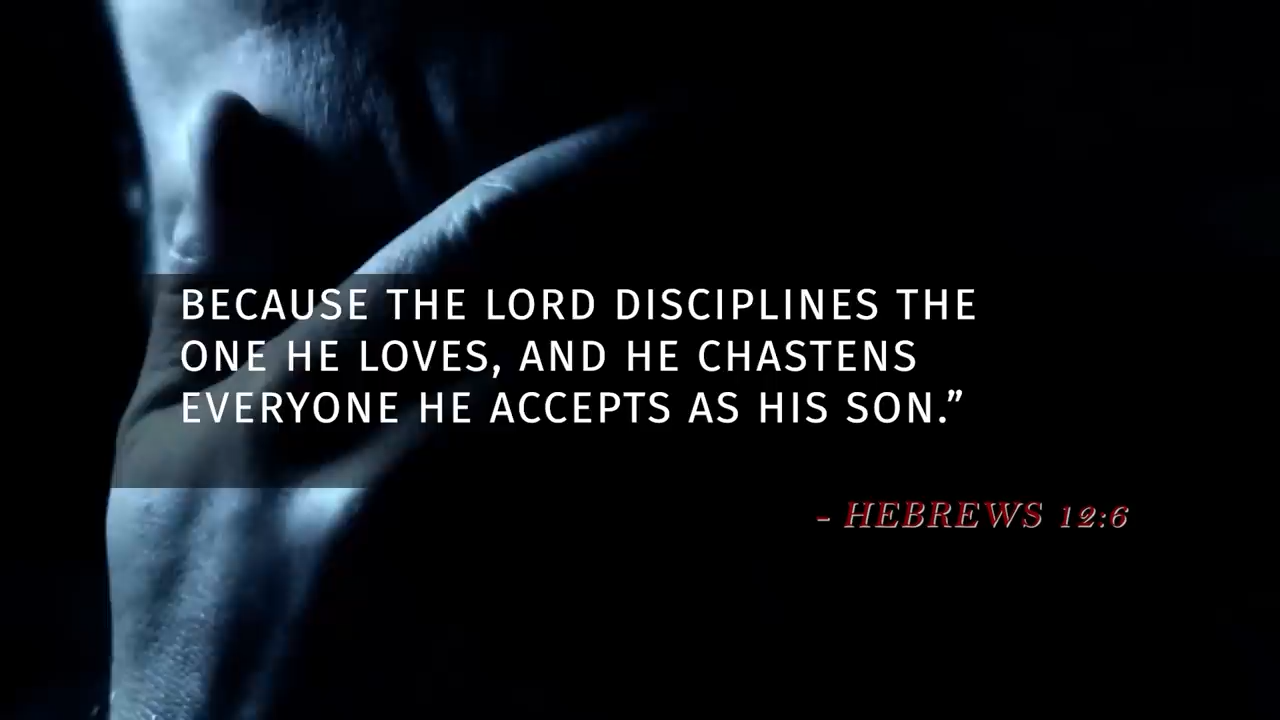 BECAUSE THE LORD DISCIPLINES THE
ONE HE LOVES, AND HE CHASTENS
EVERYONE HE ACCEPTS AS HIS SON.”
- HEBREWS 12:6